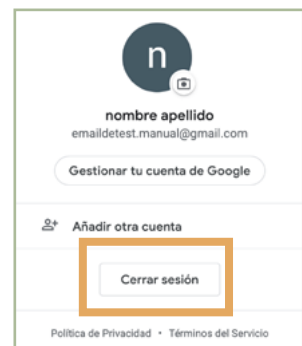 n
nombre apellido
emaildetest.manual@gmail.com
Gestionar tu cuenta de Google
Añadir otra cuenta
Cerrar sesión
Política de Privacidad • Términos del Servicio